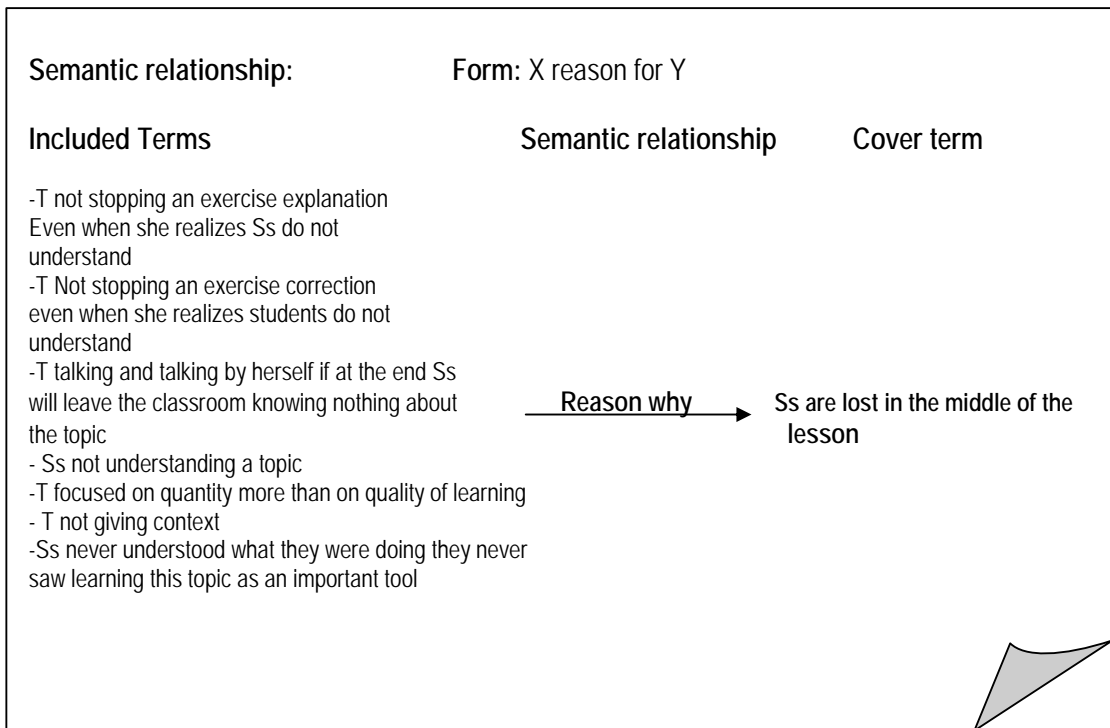 Semantic relationship: Form: X reason for Y
Included Terms Semantic relationship Cover term
-T not stopping an exercise explanation
Even when she realizes Ss do not
understand
-T Not stopping an exercise correction
even when she realizes students do not
understand
-T talking and talking by herself if at the end Ss
will leave the classroom knowing nothing about
the topic
- Ss not understanding a topic
-T focused on quantity more than on quality of learning
- T not giving context
-Ss never understood what they were doing they never
saw learning this topic as an important tool
Reason why
Ss are lost in the middle of the
lesson